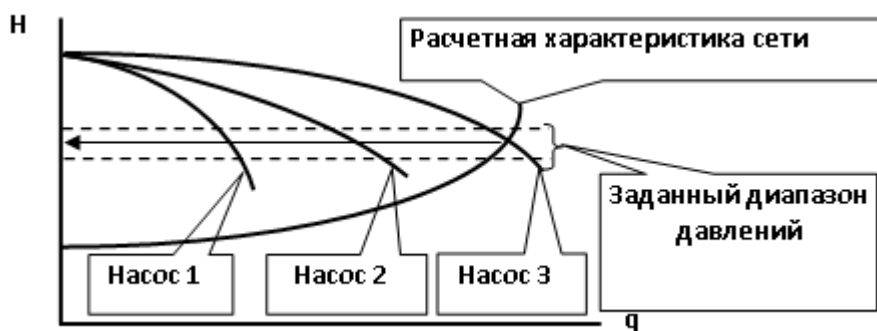 H
Расчетная характеристика сети
Заданный диапазон
давлений
Насос 1
Насос 2
Насос 3
q